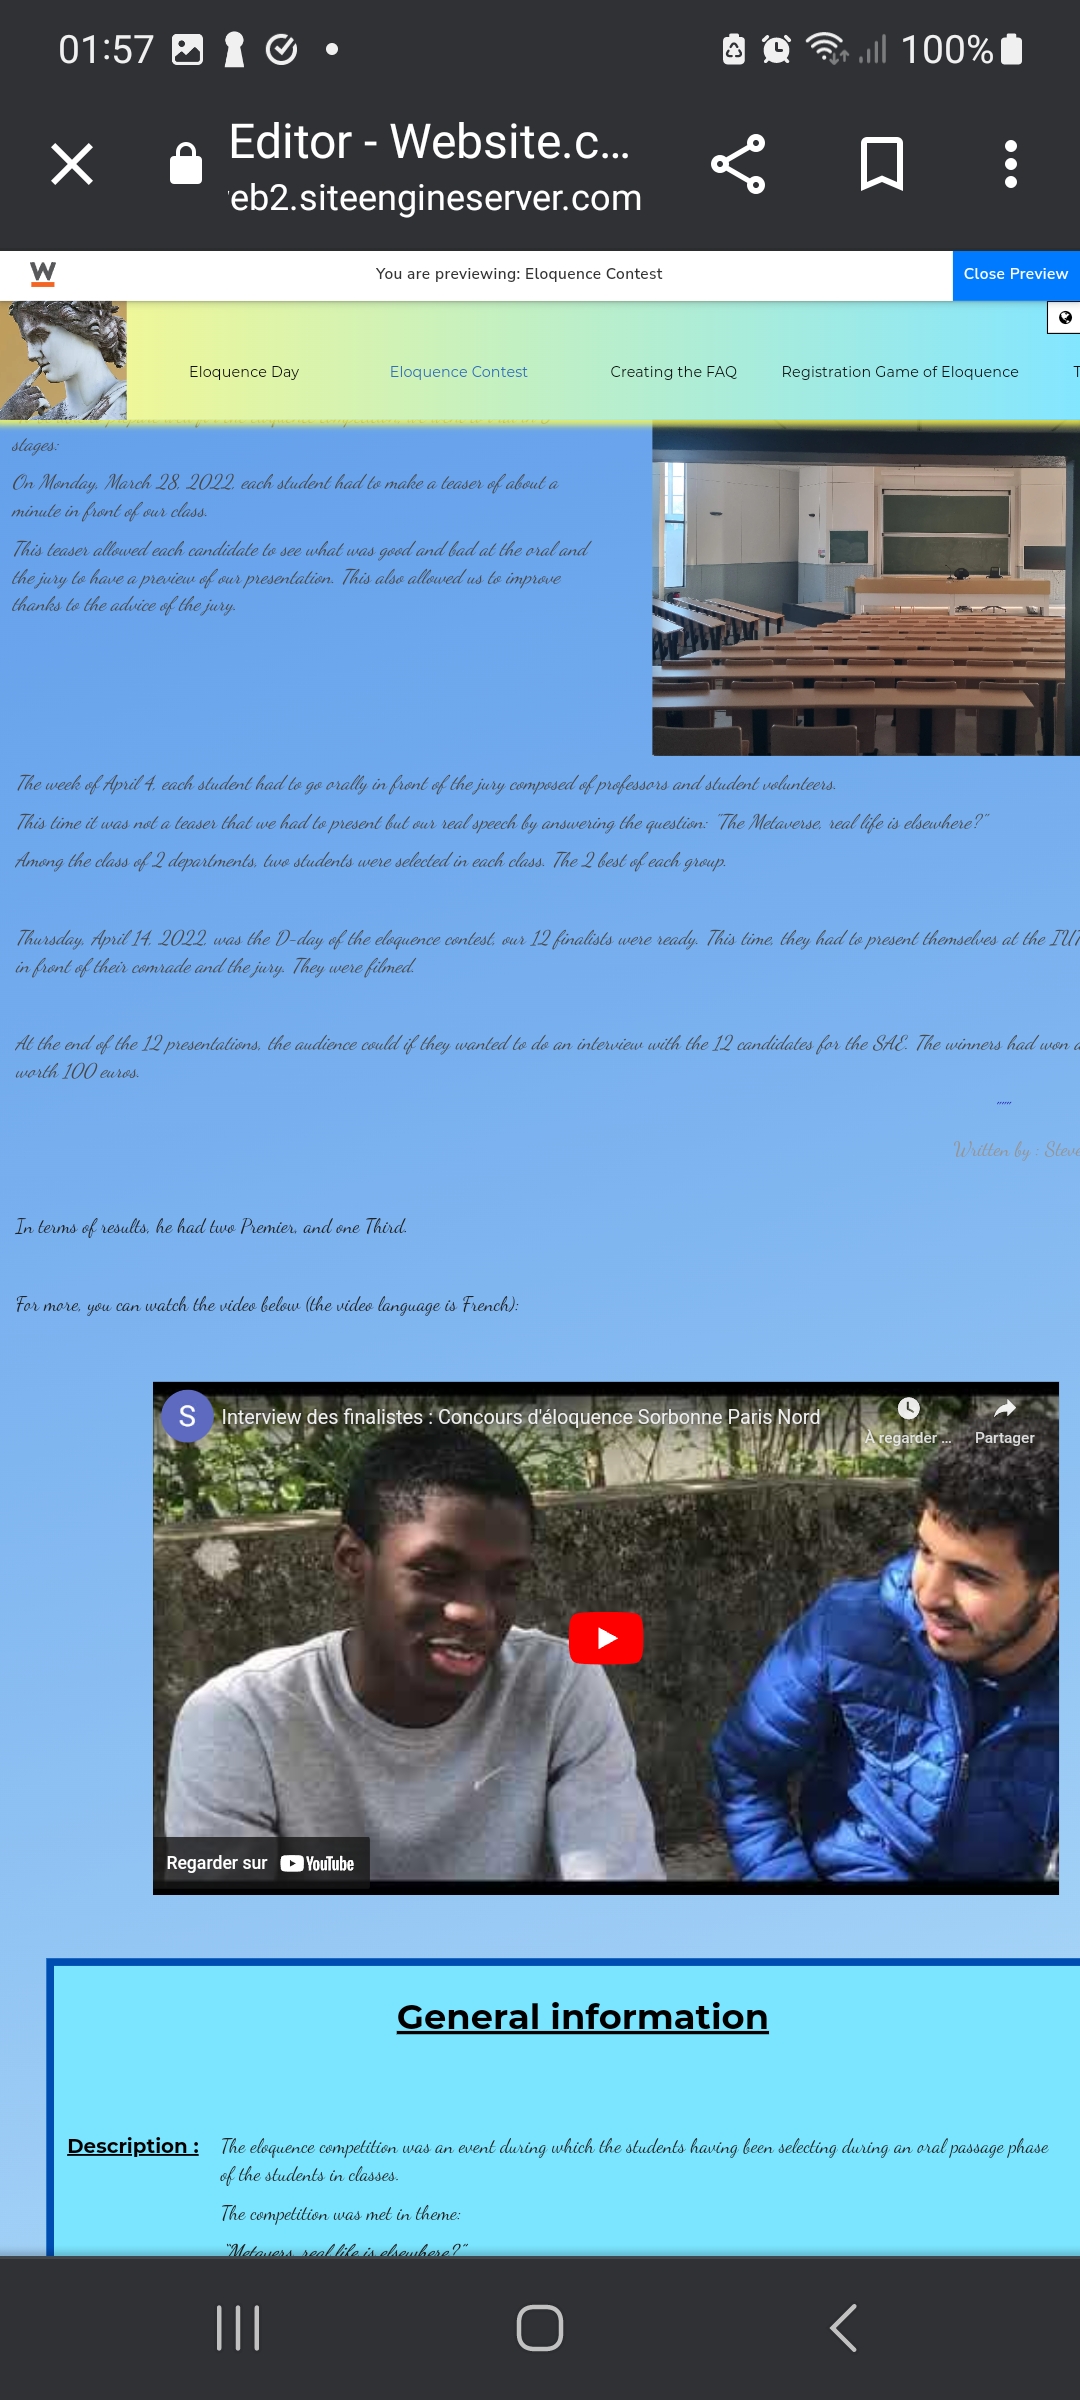 01:57
100%
Editor - Website.c...
eb2.siteengineserver.com
W
You are previewing: Eloquence Contest
Close Preview
Eloquence Day
Eloquence Contest
Creating the FAQ
Registration Game of Eloquence
T
stages:
On Monday, March 28, 2022, each student had to make a teaser of about a
minute in front of our class.
This teaser allowed each candidate to see what was good and bad at the oral and
the jury to have a preview of our presentation. This also allowed us to improve
thanks to the advice of the jury.
The week of April 4, each student had to go orally in front of the jury composed of professors and student volunteers.
This time it was not a teaser that we had to present but our real speech by answering the question: "The Metaverse, real life is elsewhere?"
Among the class of 2 departments, two students were selected in each class. The 2 best of each group.
Thursday, April 14, 2022, was the D-day of the eloquence contest, our 12 finalists were ready. This time, they had to present themselves at the IUT
in front of their comrade and the jury. They were filmed.
At the end of the 12 presentations, the audience could if they wanted to do an interview with the 12 candidates for the SAE. The winners had won a
worth 100 euros.
,,,,,,
Written by : Steve
In terms of results, he had two Premier, and one Third.
For more, you can watch the video below (the video language is French):
S
Interview des finalistes : Concours d'éloquence Sorbonne Paris Nord
À regarder ...
Partager
Regarder sur YouTube
General information
Description :
The eloquence competition was an event during which the students having been selecting during an oral passage phase
of the students in classes.
The competition was met in theme:
"Metavers, real life is elsewhere?"